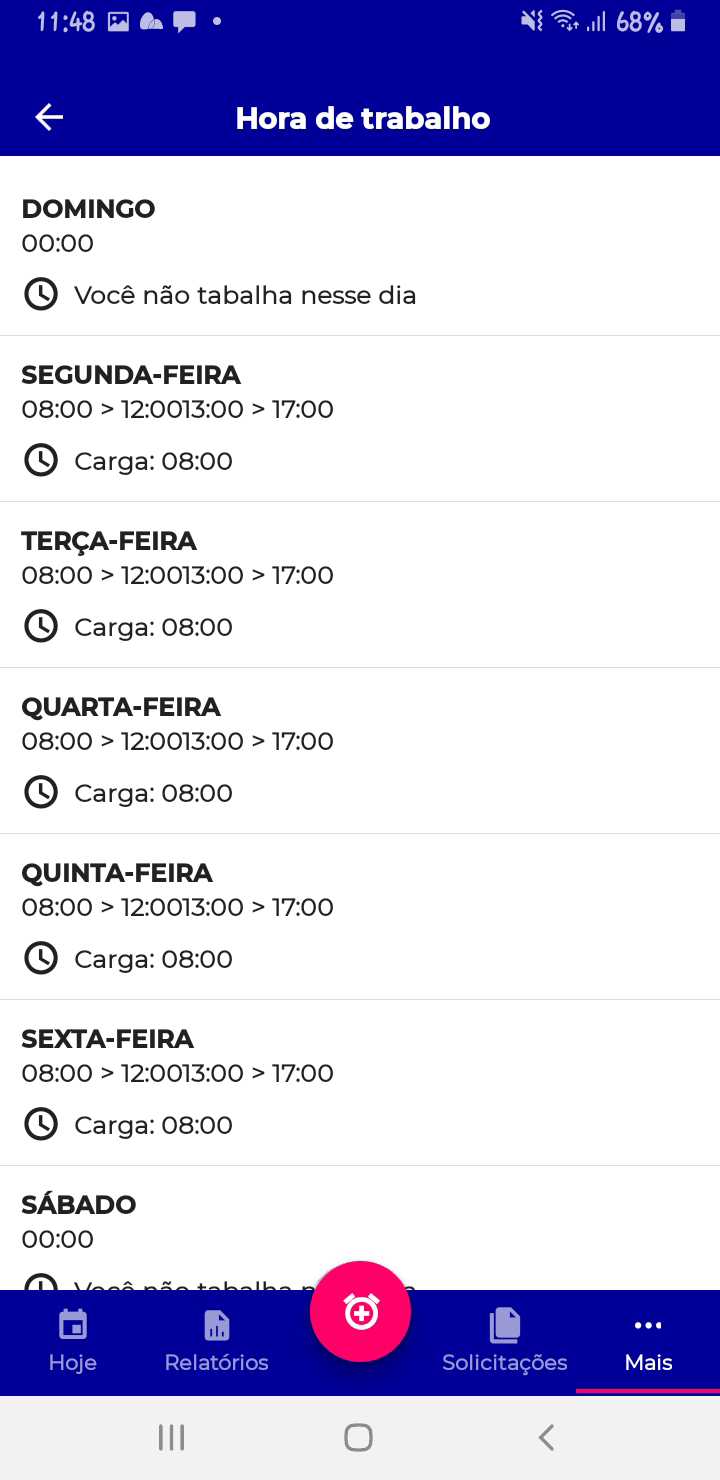 11:48
68%
Hora de trabalho
DOMINGO
00:00
Você não tabalha nesse dia
SEGUNDA-FEIRA
08:00 > 12:0013:00 > 17:00
Carga: 08:00
TERÇA-FEIRA
08:00 > 12:0013:00 > 17:00
Carga: 08:00
QUARTA-FEIRA
08:00 > 12:0013:00 > 17:00
Carga: 08:00
QUINTA-FEIRA
08:00 > 12:0013:00 > 17:00
Carga: 08:00
SEXTA-FEIRA
08:00 > 12:0013:00 > 17:00
Carga: 08:00
SÁBADO
00:00
Você não tabalha
Hoje
Relatórios
Solicitações
Mais